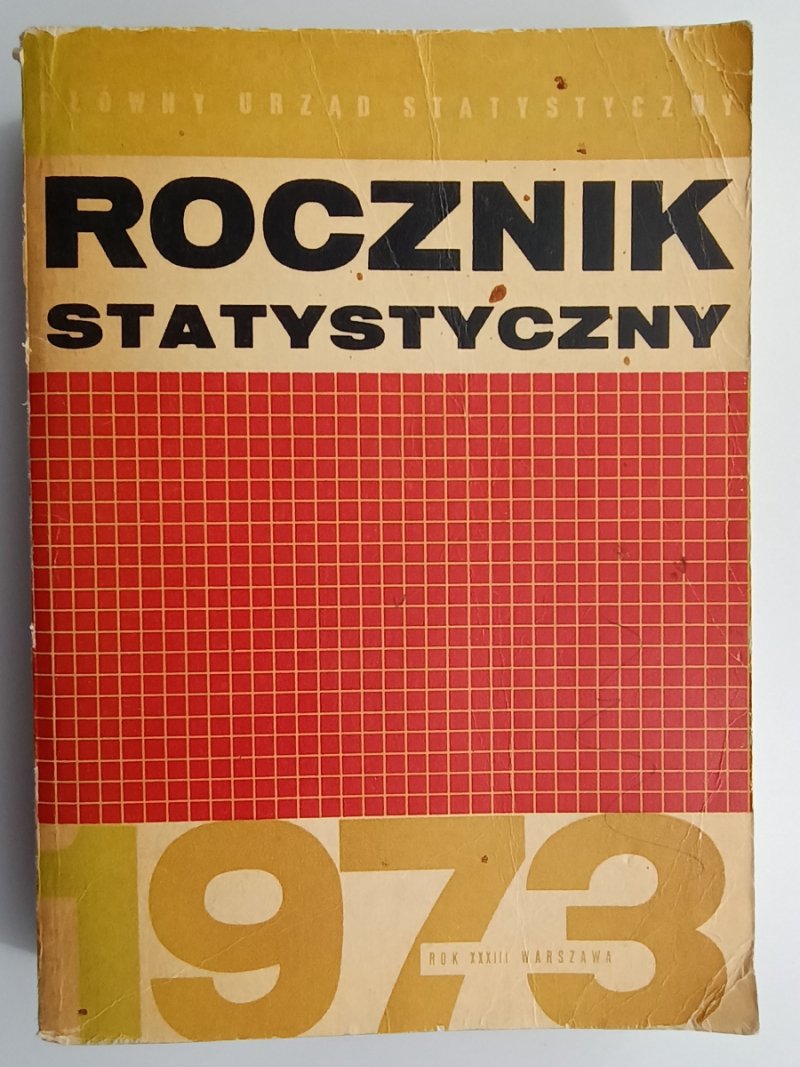 GŁÓWNY URZĄD STATYSTYCZNY
ROCZNIK
STATYSTYCZNY
1973
ROK XXXIII WARSZAWA